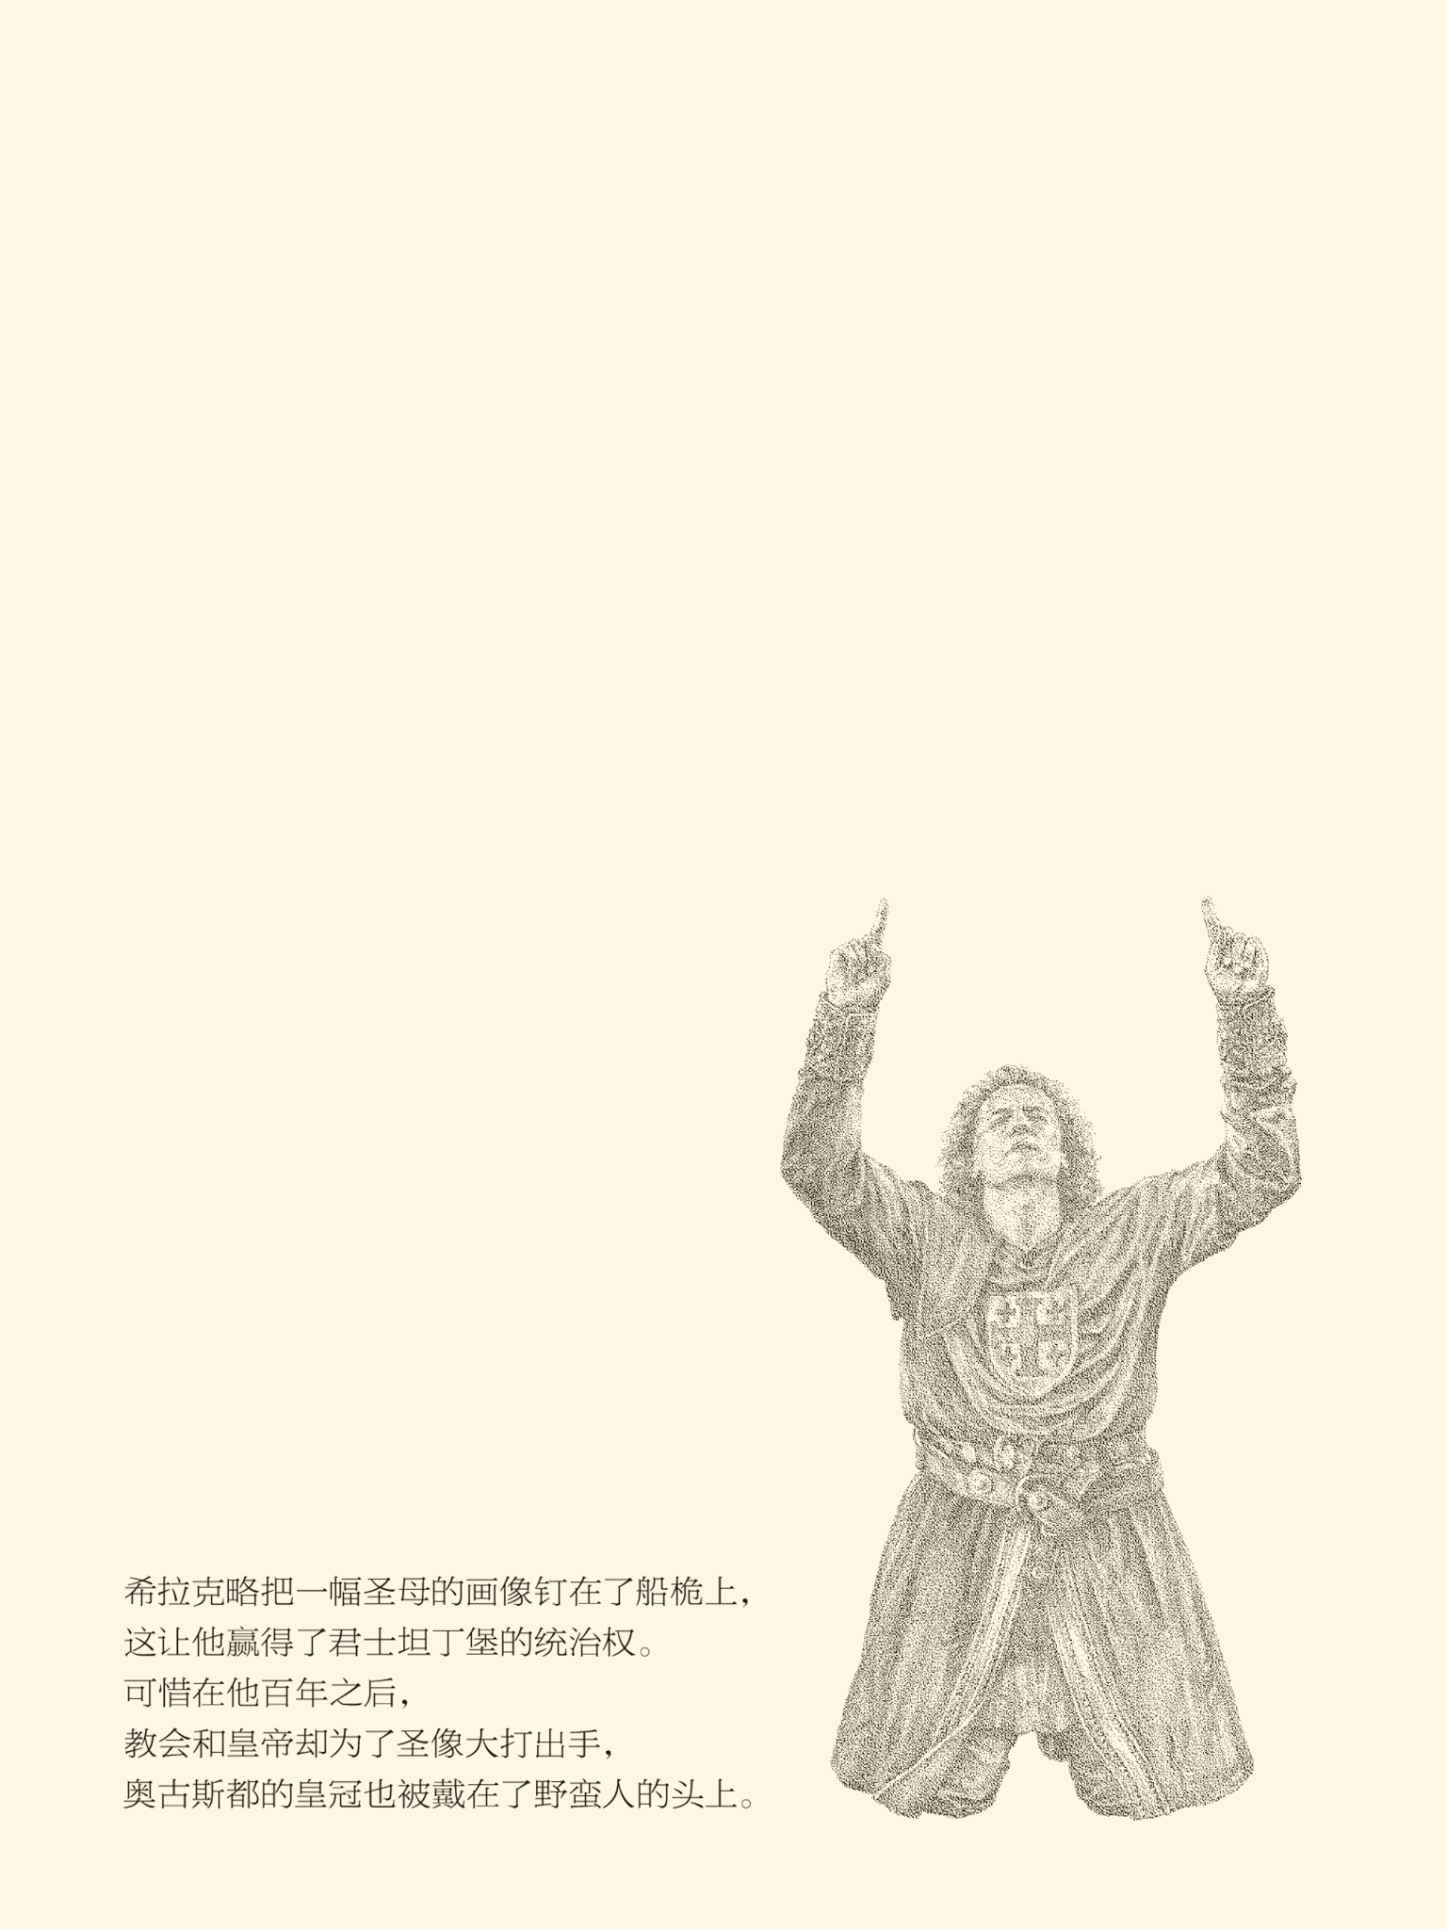 希拉克略把一幅圣母的画像钉在了船桅上，
这让他赢得了君士坦丁堡的统治权。
可惜在他百年之后，
教会和皇帝却为了圣像大打出手，
奥古斯都的皇冠也被戴在了野蛮人的头上。